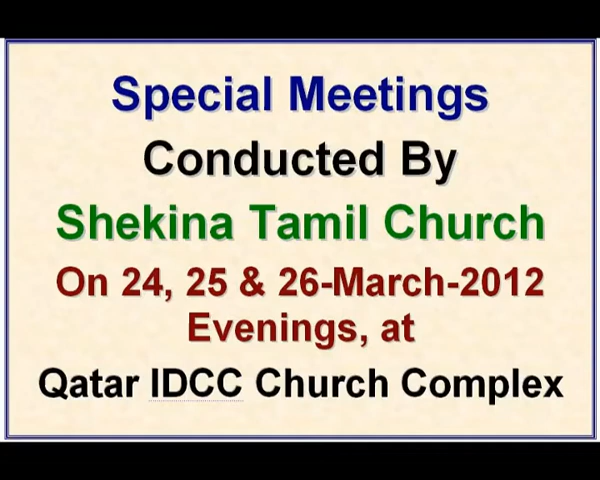 Special Meetings
Conducted By
Shekina Tamil Church
On 24, 25 & 26-March-2012
Evenings, at
Qatar IDCC Church Complex